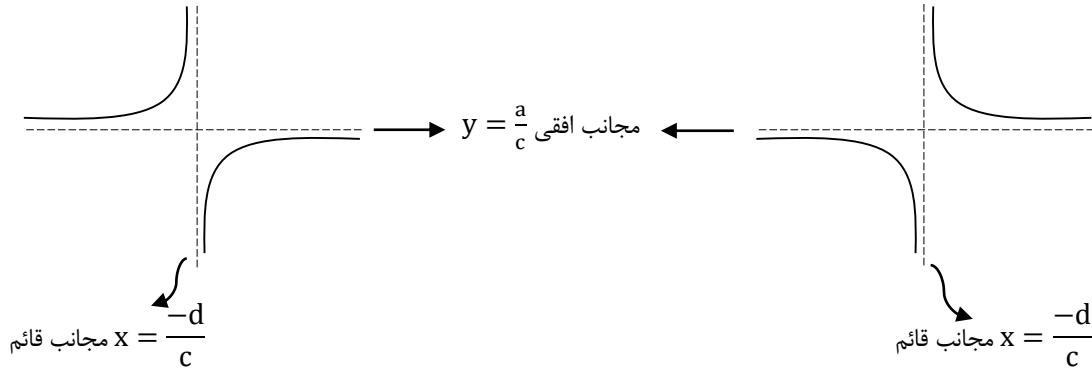 مجانب افقی y = a/c
مجانب قائم x = -d/c
مجانب قائم x = -d/c